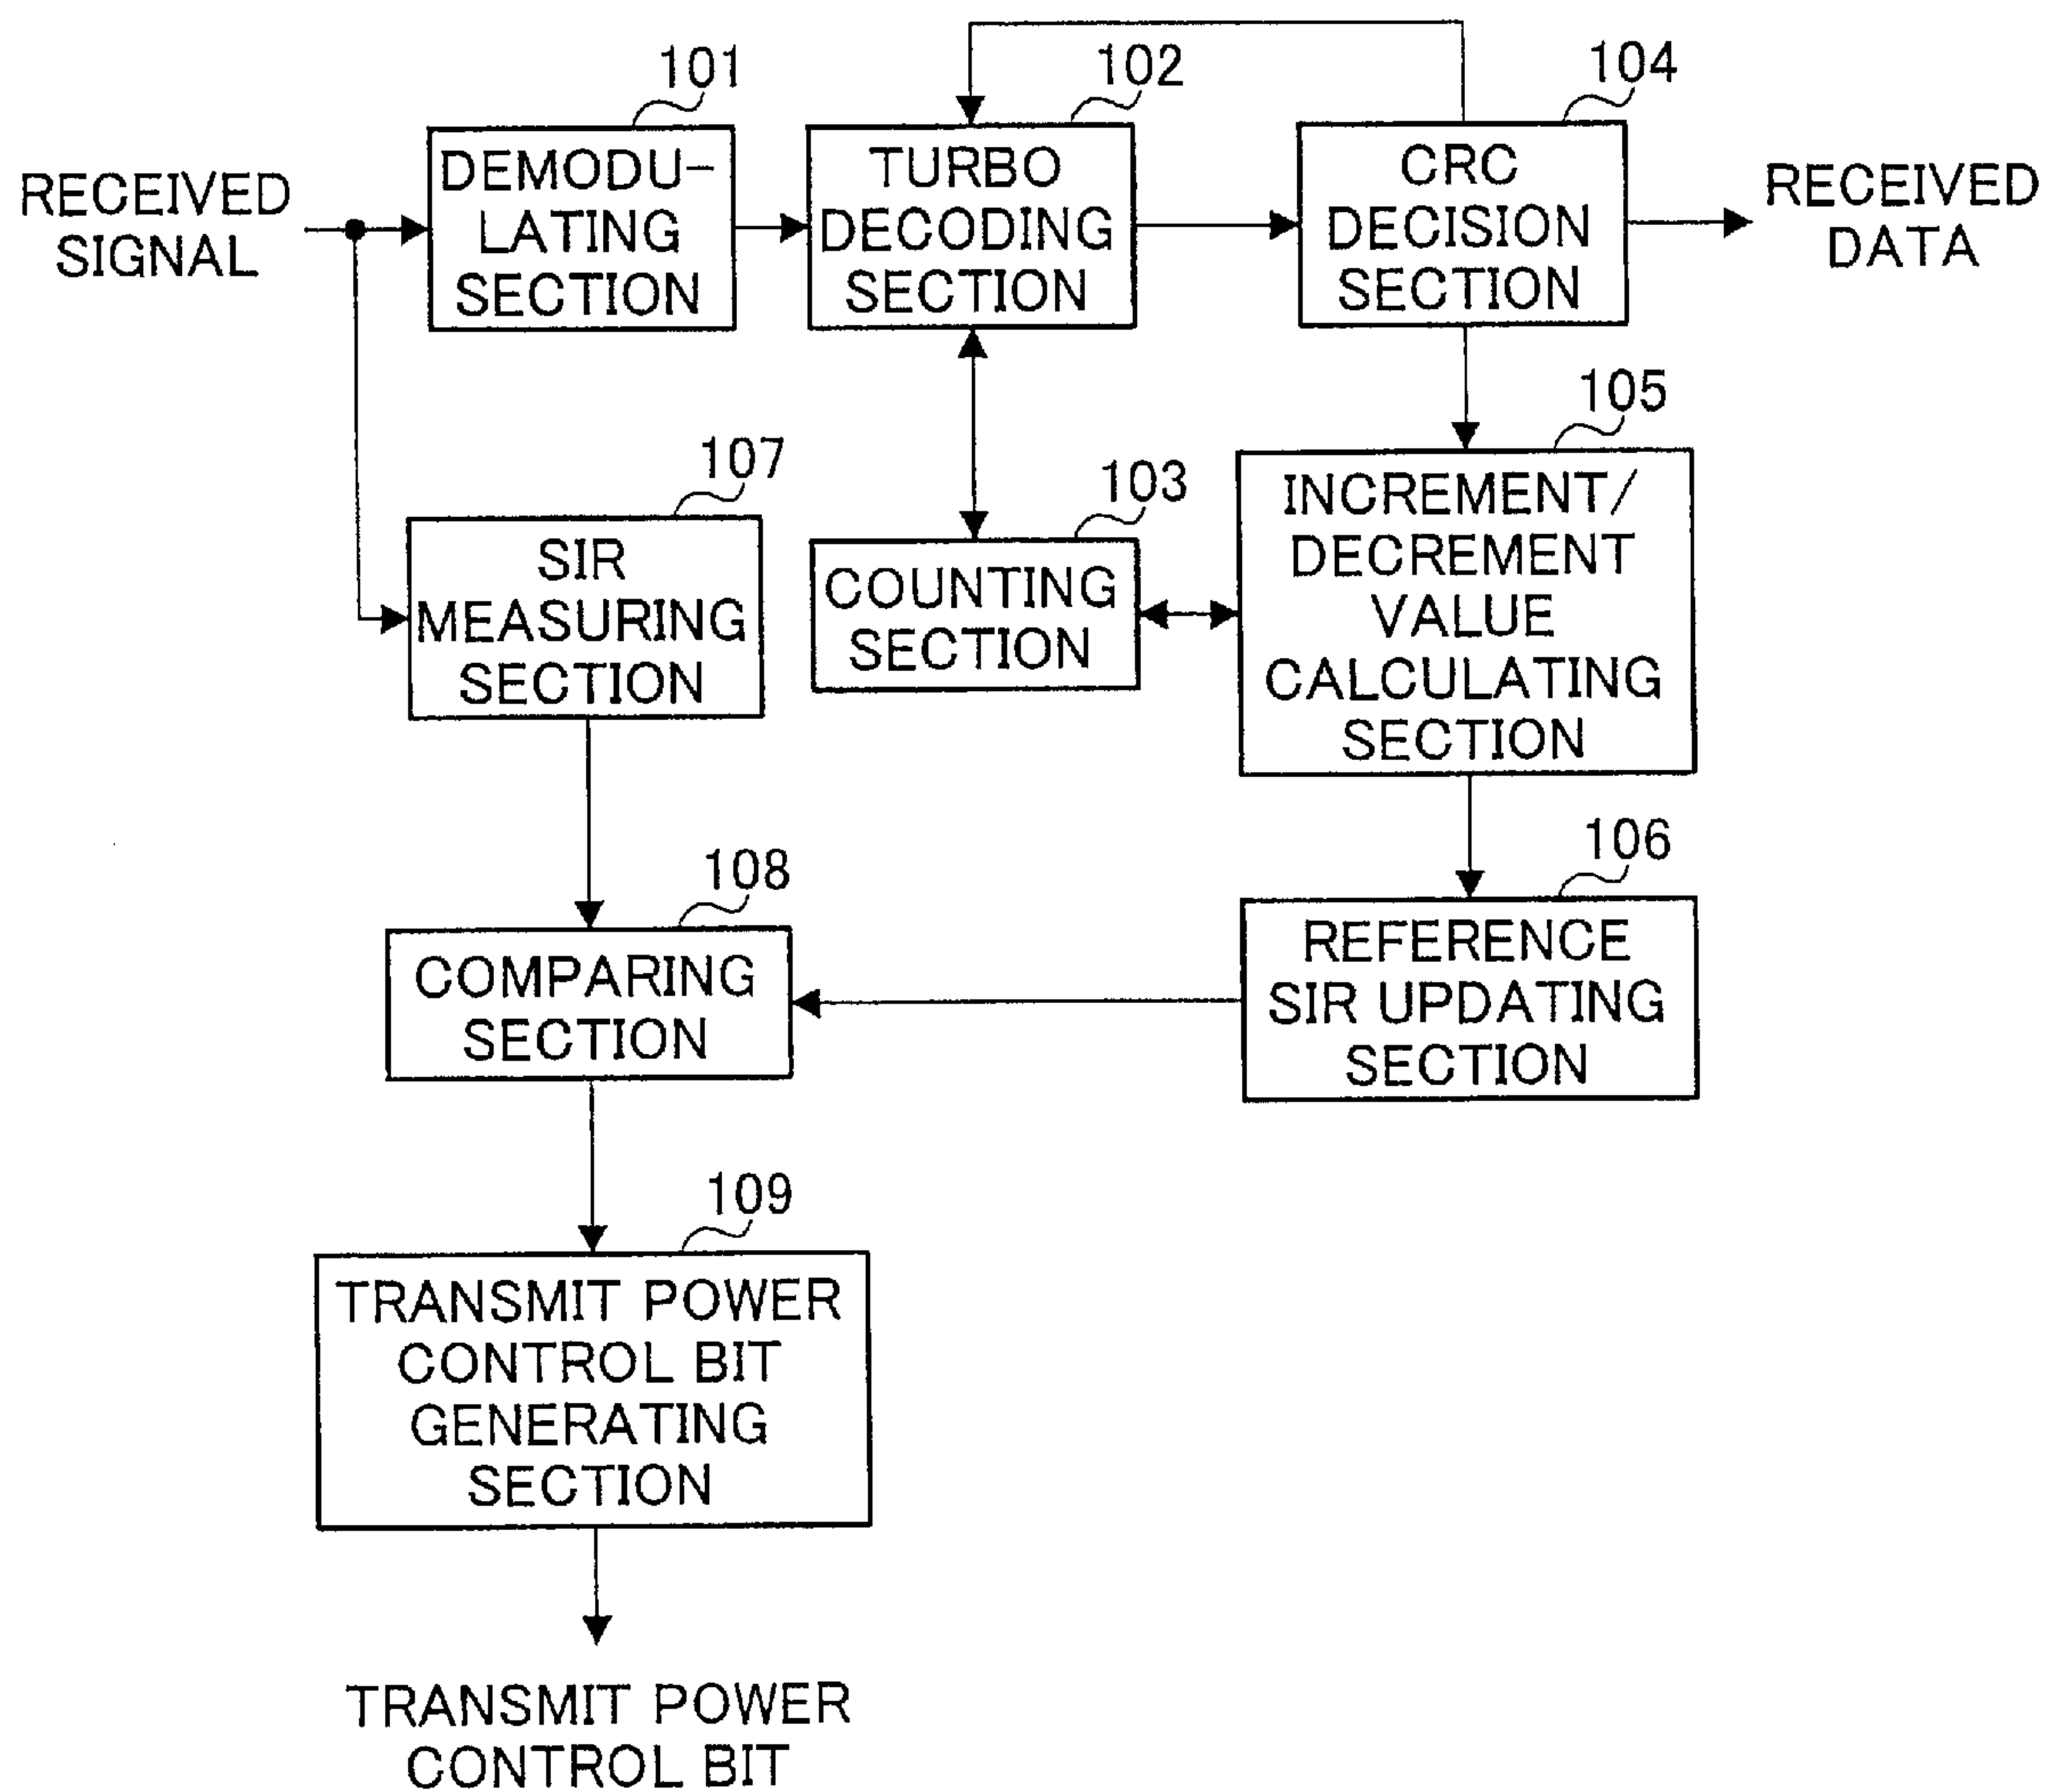 101
102
104
RECEIVED
SIGNAL
DEMODU-
LATING
SECTION
TURBO
DECODING
SECTION
CRC
DECISION
SECTION
RECEIVED
DATA
107
103
105
SIR
MEASURING
SECTION
COUNTING
SECTION
INCREMENT/
DECREMENT
VALUE
CALCULATING
SECTION
108
106
COMPARING
SECTION
REFERENCE
SIR UPDATING
SECTION
109
TRANSMIT POWER
CONTROL BIT
GENERATING
SECTION
TRANSMIT POWER
CONTROL BIT